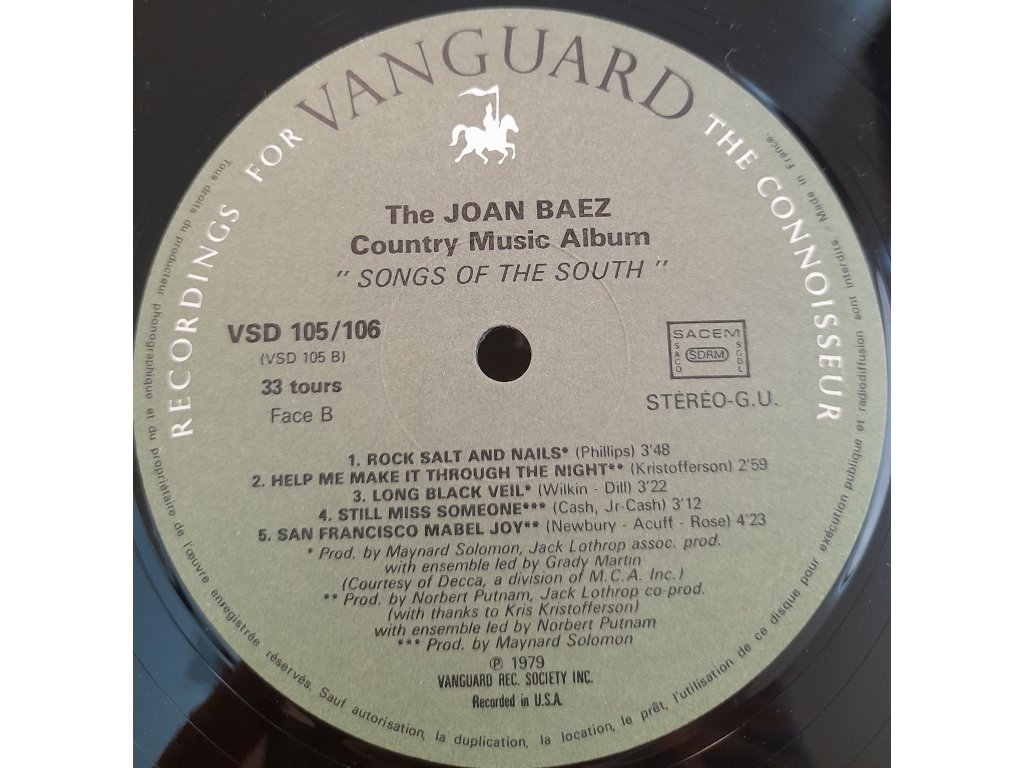 VANGUARD
RECORDINGS FOR THE CONNOISSEUR
The JOAN BAEZ
Country Music Album
" SONGS OF THE SOUTH "
VSD 105/106
(VSD 105 B)
33 tours
Face B
SACEM
SACD SDRM SGDL
STÉRÉO-G.U.
1. ROCK SALT AND NAILS* (Phillips) 3'48
2. HELP ME MAKE IT THROUGH THE NIGHT** (Kristofferson) 2'59
3. LONG BLACK VEIL* (Wilkin - Dill) 3'22
4. STILL MISS SOMEONE*** (Cash, Jr-Cash) 3'12
5. SAN FRANCISCO MABEL JOY** (Newbury - Acuff - Rose) 4'23
* Prod. by Maynard Solomon, Jack Lothrop assoc. prod.
with ensemble led by Grady Martin
(Courtesy of Decca, a division of M.C.A. Inc.)
** Prod. by Norbert Putnam, Jack Lothrop co-prod.
(with thanks to Kris Kristofferson)
with ensemble led by Norbert Putnam
*** Prod. by Maynard Solomon
℗ 1979
VANGUARD REC. SOCIETY INC.
Recorded in U.S.A.
Tous droits du producteur phonographique et du propriétaire de l'œuvre enregistrée réservés. Sauf autorisation, la duplication, la location, le prêt, l'utilisation de ce disque pour exécution publique et radiodiffusion sont interdits. - Made in France.